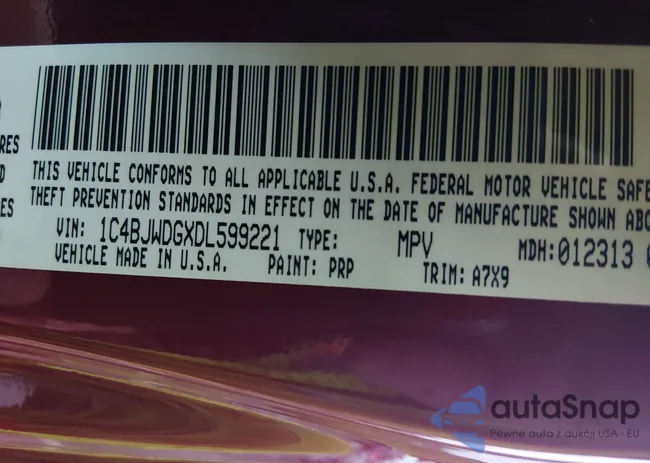 RES
THIS VEHICLE CONFORMS TO ALL APPLICABLE U.S.A. FEDERAL MOTOR VEHICLE SAFE
THEFT PREVENTION STANDARDS IN EFFECT ON THE DATE OF MANUFACTURE SHOWN ABO
ES
VIN: 1C4BJWDGXDL599221 TYPE: MPV MDH:012313
VEHICLE MADE IN U.S.A. PAINT: PRP TRIM: A7X9
autaSnap
Pewne auta z aukcji USA i EU